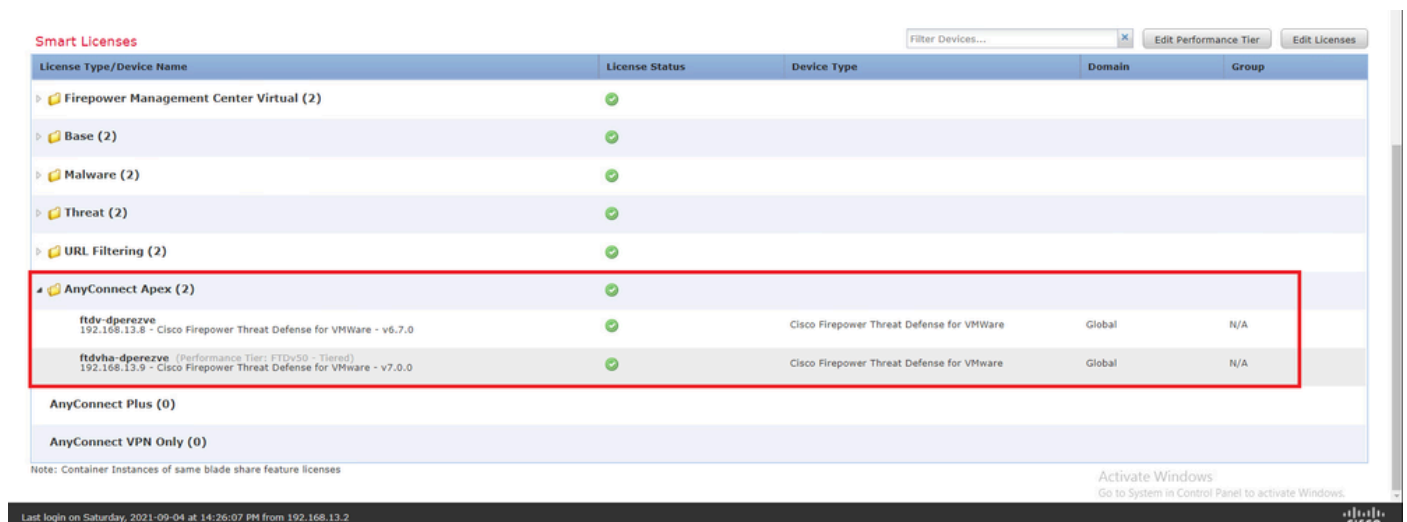 Smart Licenses
Filter Devices...
Edit Performance Tier
Edit Licenses
License Type/Device Name License Status Device Type Domain Group
Firepower Management Center Virtual (2)
Base (2)
Malware (2)
Threat (2)
URL Filtering (2)
AnyConnect Apex (2)
ftdv-dperezve
192.168.13.8 - Cisco Firepower Threat Defense for VMWare - v6.7.0 Cisco Firepower Threat Defense for VMWare Global N/A
ftdvha-dperezve (Performance Tier: FTDv50 - Tiered)
192.168.13.9 - Cisco Firepower Threat Defense for VMware - v7.0.0 Cisco Firepower Threat Defense for VMware Global N/A
AnyConnect Plus (0)
AnyConnect VPN Only (0)
Note: Container Instances of same blade share feature licenses
Activate Windows
Go to System in Control Panel to activate Windows.
Last login on Saturday, 2021-09-04 at 14:26:07 PM from 192.168.13.2
CISCO